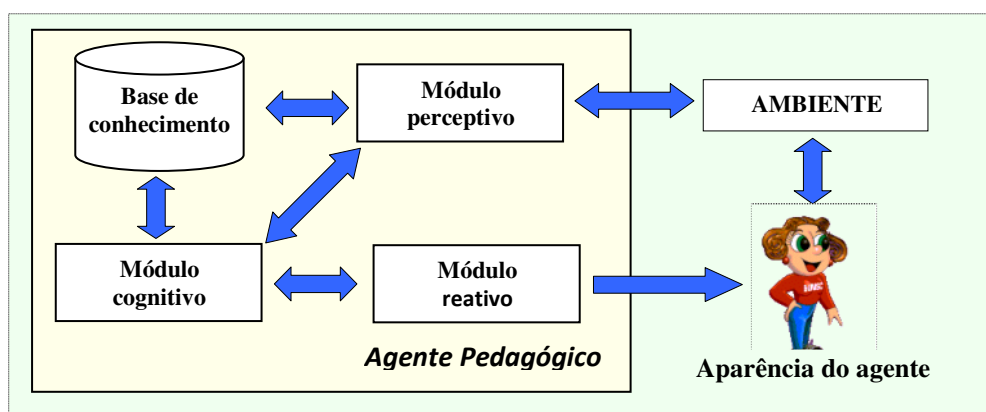 Base de
conhecimento
Módulo
perceptivo
AMBIENTE
Módulo
cognitivo
Módulo
reativo
Agente Pedagógico
Aparência do agente